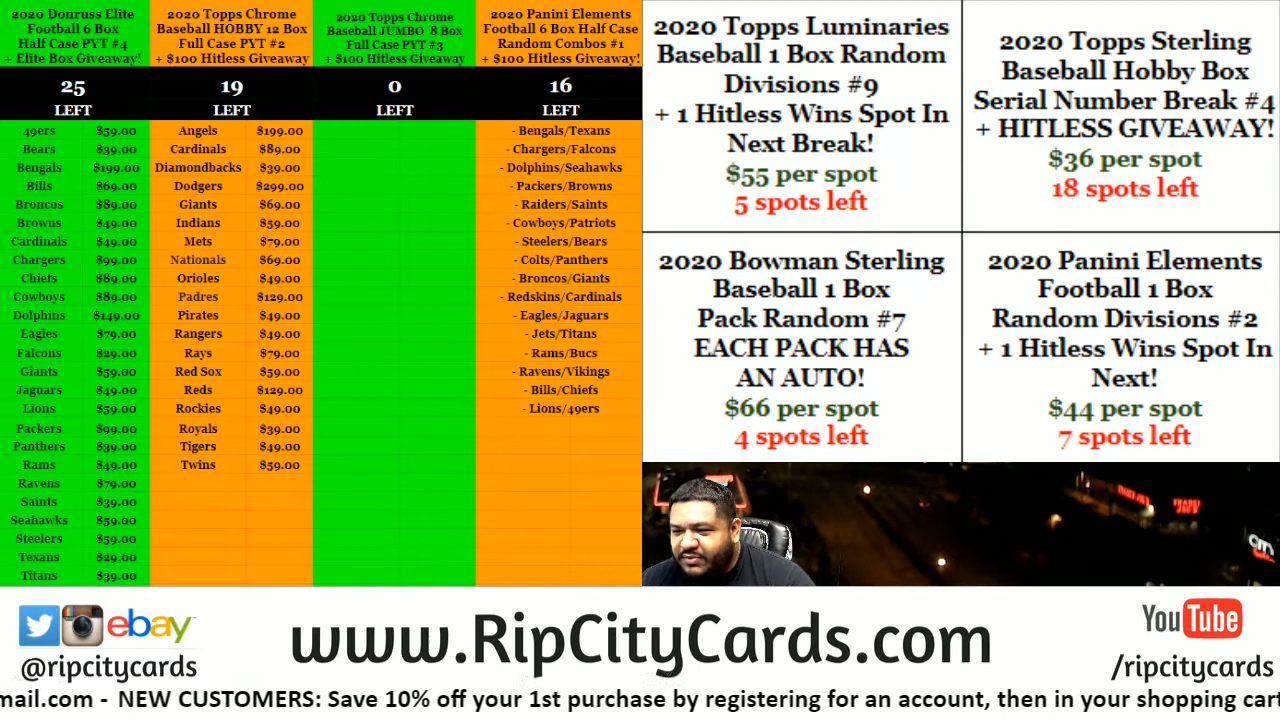 2020 Donruss Elite
Football 6 Box
Half Case PYT #4
+ Elite Box Giveaway!
25
LEFT
49ers $59.00
Bears $39.00
Bengals $199.00
Bills $69.00
Broncos $89.00
Browns $49.00
Cardinals $49.00
Chargers $99.00
Chiefs $89.00
Cowboys $89.00
Dolphins $149.00
Eagles $79.00
Falcons $29.00
Giants $59.00
Jaguars $49.00
Lions $59.00
Packers $99.00
Panthers $39.00
Rams $49.00
Ravens $79.00
Saints $39.00
Seahawks $59.00
Steelers $59.00
Texans $29.00
Titans $39.00
2020 Topps Chrome
Baseball HOBBY 12 Box
Full Case PYT #2
+ $100 Hitless Giveaway
19
LEFT
Angels $199.00
Cardinals $89.00
Diamondbacks $39.00
Dodgers $299.00
Giants $69.00
Indians $59.00
Mets $79.00
Nationals $69.00
Orioles $49.00
Padres $129.00
Pirates $49.00
Rangers $49.00
Rays $79.00
Red Sox $59.00
Reds $129.00
Rockies $49.00
Royals $39.00
Tigers $49.00
Twins $59.00
2020 Topps Chrome
Baseball JUMBO 8 Box
Full Case PYT #3
+ $100 Hitless Giveaway
0
LEFT
2020 Panini Elements
Football 6 Box Half Case
Random Combos #1
+ $100 Hitless Giveaway!
16
LEFT
- Bengals/Texans
- Chargers/Falcons
- Dolphins/Seahawks
- Packers/Browns
- Raiders/Saints
- Cowboys/Patriots
- Steelers/Bears
- Colts/Panthers
- Broncos/Giants
- Redskins/Cardinals
- Eagles/Jaguars
- Jets/Titans
- Rams/Bucs
- Ravens/Vikings
- Bills/Chiefs
- Lions/49ers
2020 Topps Luminaries
Baseball 1 Box Random
Divisions #9
+ 1 Hitless Wins Spot In
Next Break!
$55 per spot
5 spots left
2020 Topps Sterling
Baseball Hobby Box
Serial Number Break #4
+ HITLESS GIVEAWAY!
$36 per spot
18 spots left
2020 Bowman Sterling
Baseball 1 Box
Pack Random #7
EACH PACK HAS
AN AUTO!
$66 per spot
4 spots left
2020 Panini Elements
Football 1 Box
Random Divisions #2
+ 1 Hitless Wins Spot In
Next!
$44 per spot
7 spots left
ebay
@ripcitycards
www.RipCityCards.com
YouTube
/ripcitycards
mail.com - NEW CUSTOMERS: Save 10% off your 1st purchase by registering for an account, then in your shopping cart